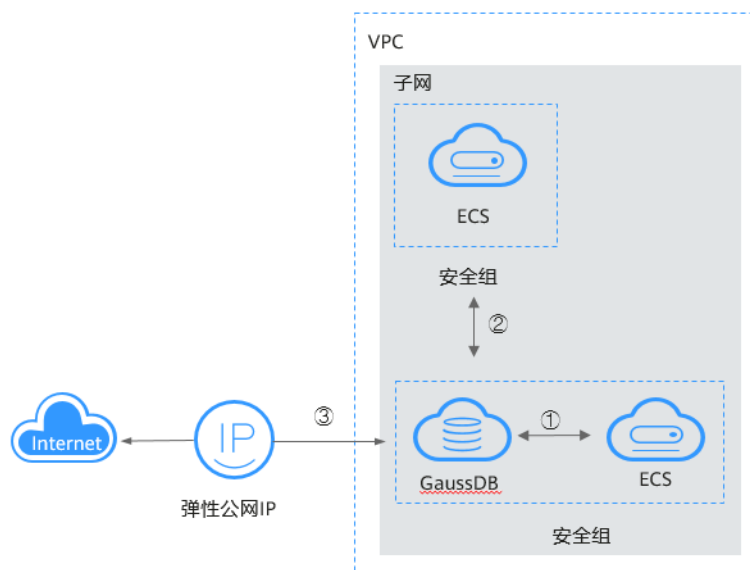 VPC
子网
ECS
安全组
②
③
①
Internet
IP
GaussDB
ECS
弹性公网IP
安全组